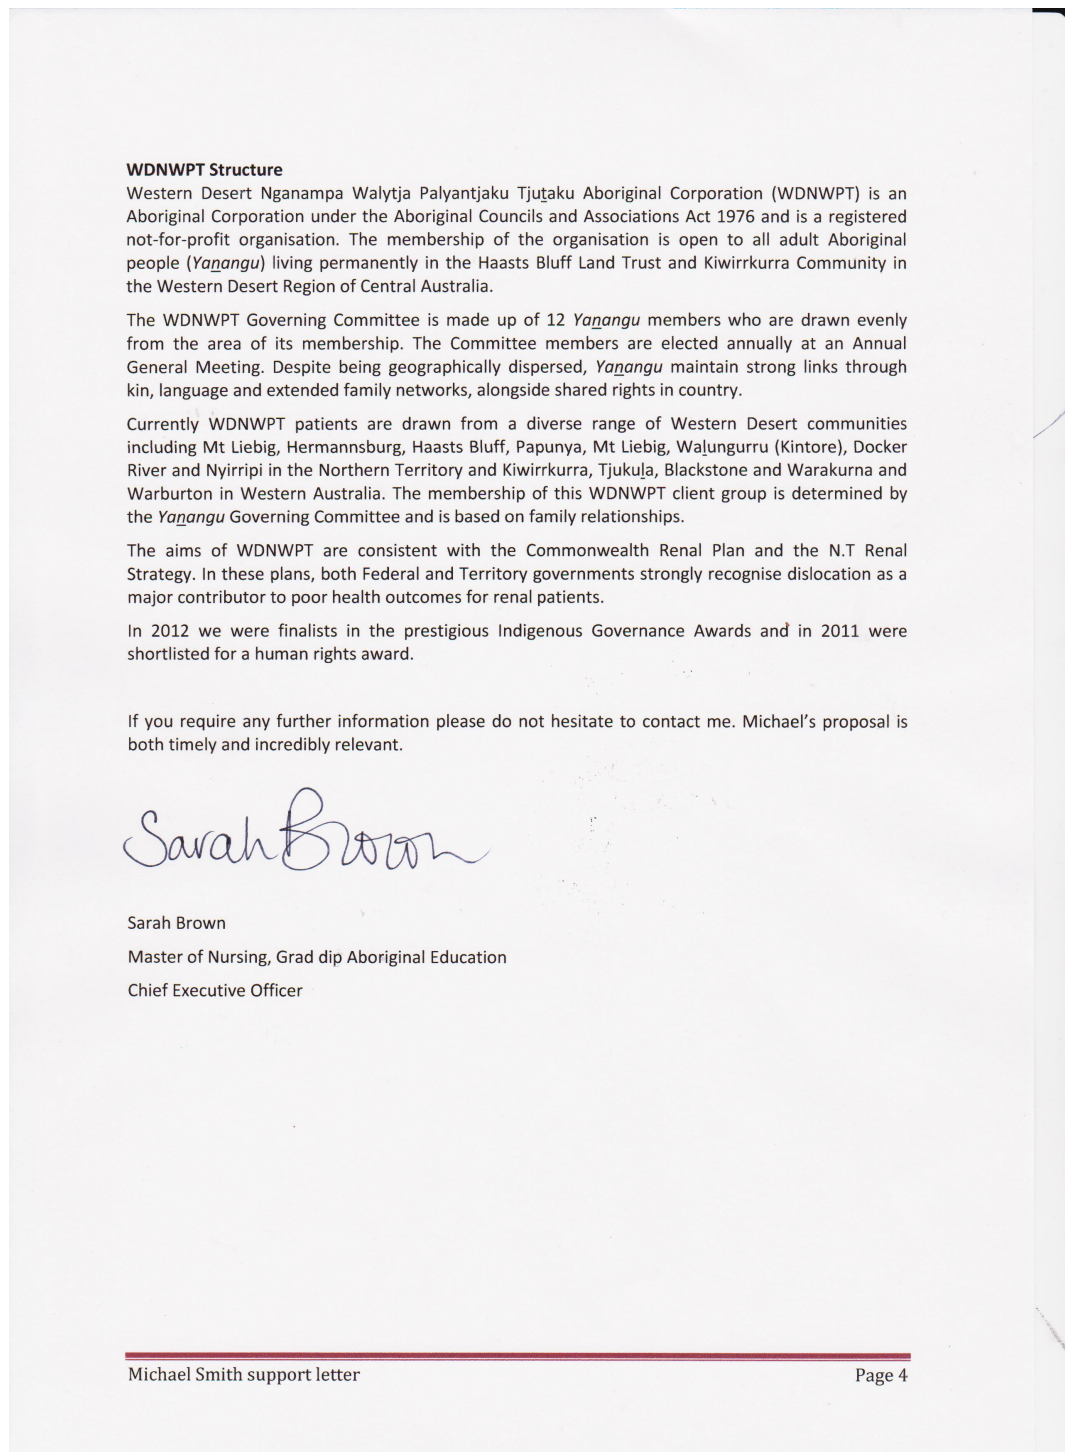 WDNWPT Structure
Western Desert Nganampa Walytja Palyantjaku Tjuṯaku Aboriginal Corporation (WDNWPT) is an
Aboriginal Corporation under the Aboriginal Councils and Associations Act 1976 and is a registered
not-for-profit organisation. The membership of the organisation is open to all adult Aboriginal
people (Yaṉangu) living permanently in the Haasts Bluff Land Trust and Kiwirrkurra Community in
the Western Desert Region of Central Australia.
The WDNWPT Governing Committee is made up of 12 Yaṉangu members who are drawn evenly
from the area of its membership. The Committee members are elected annually at an Annual
General Meeting. Despite being geographically dispersed, Yaṉangu maintain strong links through
kin, language and extended family networks, alongside shared rights in country.
Currently WDNWPT patients are drawn from a diverse range of Western Desert communities
including Mt Liebig, Hermannsburg, Haasts Bluff, Papunya, Mt Liebig, Waḻungurru (Kintore), Docker
River and Nyirripi in the Northern Territory and Kiwirrkurra, Tjukuḻa, Blackstone and Warakurna and
Warburton in Western Australia. The membership of this WDNWPT client group is determined by
the Yaṉangu Governing Committee and is based on family relationships.
The aims of WDNWPT are consistent with the Commonwealth Renal Plan and the N.T Renal
Strategy. In these plans, both Federal and Territory governments strongly recognise dislocation as a
major contributor to poor health outcomes for renal patients.
In 2012 we were finalists in the prestigious Indigenous Governance Awards and in 2011 were
shortlisted for a human rights award.
If you require any further information please do not hesitate to contact me. Michael's proposal is
both timely and incredibly relevant.
Sarah Brown
Sarah Brown
Master of Nursing, Grad dip Aboriginal Education
Chief Executive Officer
Michael Smith support letter Page 4